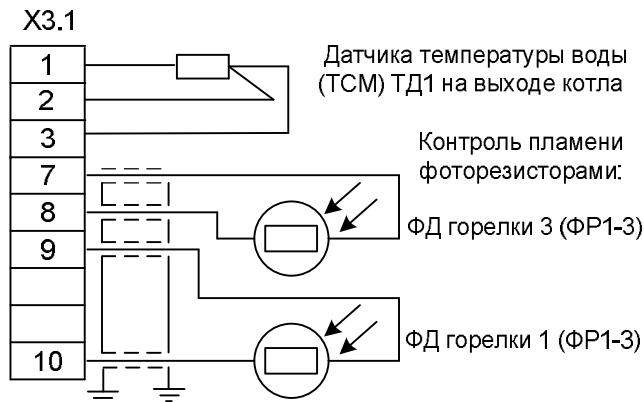 Х3.1
1
2
3
7
8
9
10
Датчика температуры воды
(ТСМ) ТД1 на выходе котла
Контроль пламени
фоторезисторами:
ФД горелки 3 (ФР1-3)
ФД горелки 1 (ФР1-3)